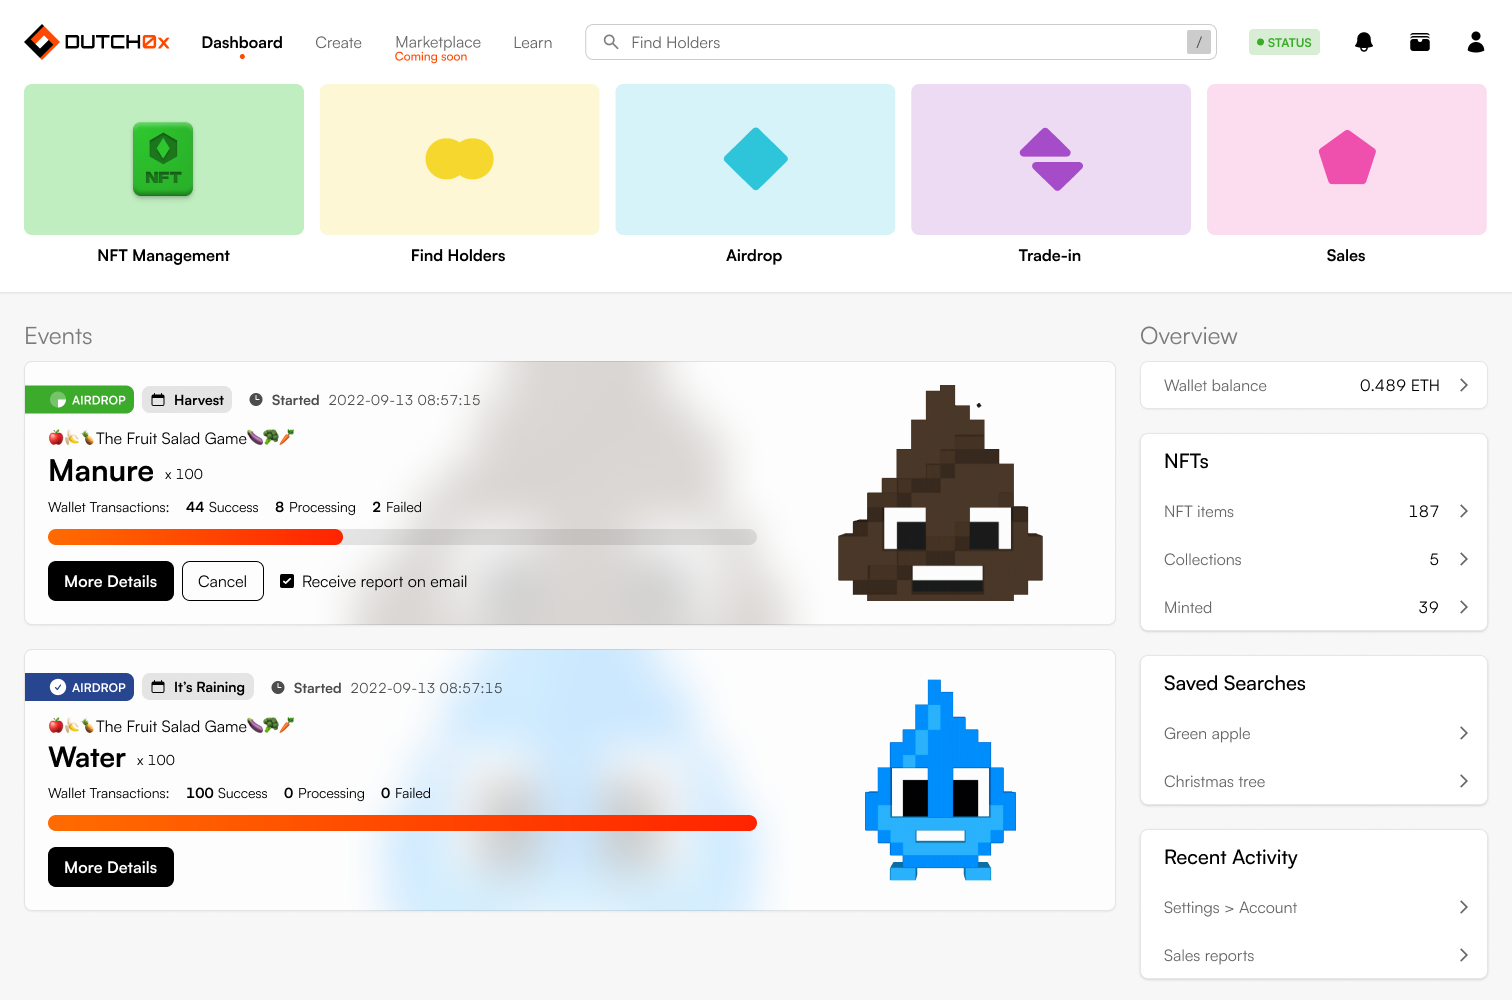 DUTCH0x
Dashboard
Create
Marketplace
Coming soon
Learn
Find Holders
/
STATUS
NFT
NFT Management
Find Holders
Airdrop
Trade-in
Sales
Events
AIRDROP
Harvest
Started 2022-09-13 08:57:15
🍎🍌🍍The Fruit Salad Game🍆🥦🥕
Manure x 100
Wallet Transactions: 44 Success 8 Processing 2 Failed
More Details
Cancel
Receive report on email
AIRDROP
It's Raining
Started 2022-09-13 08:57:15
🍎🍌🍍The Fruit Salad Game🍆🥦🥕
Water x 100
Wallet Transactions: 100 Success 0 Processing 0 Failed
More Details
Overview
Wallet balance 0.489 ETH
NFTs
NFT items 187
Collections 5
Minted 39
Saved Searches
Green apple
Christmas tree
Recent Activity
Settings > Account
Sales reports